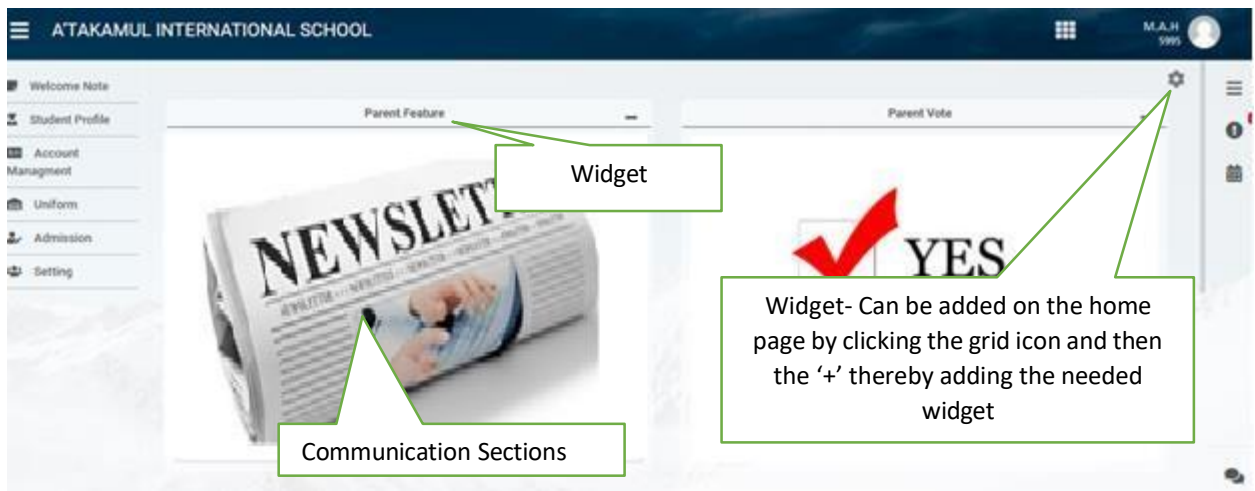 A'TAKAMUL INTERNATIONAL SCHOOL
M.A.H
5995
Welcome Note
Student Profile
Account
Managment
Uniform
Admission
Setting
Parent Feature
Parent Vote
Widget
NEWSLETT
YES
Widget- Can be added on the home
page by clicking the grid icon and then
the ‘+’ thereby adding the needed
widget
Communication Sections